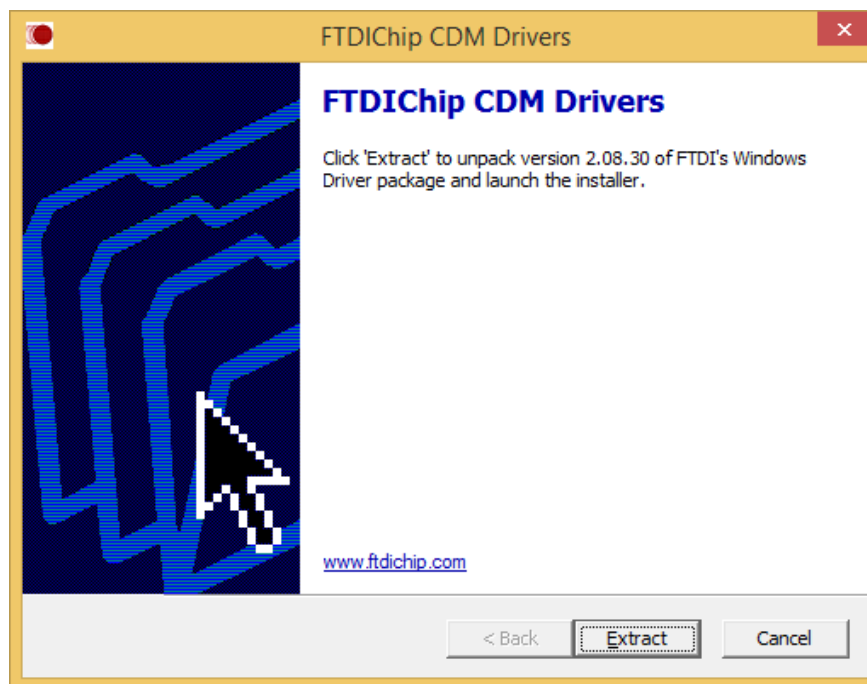 FTDIChip CDM Drivers
FTDIChip CDM Drivers
Click 'Extract' to unpack version 2.08.30 of FTDI's Windows
Driver package and launch the installer.
www.ftdichip.com
< Back Extract Cancel